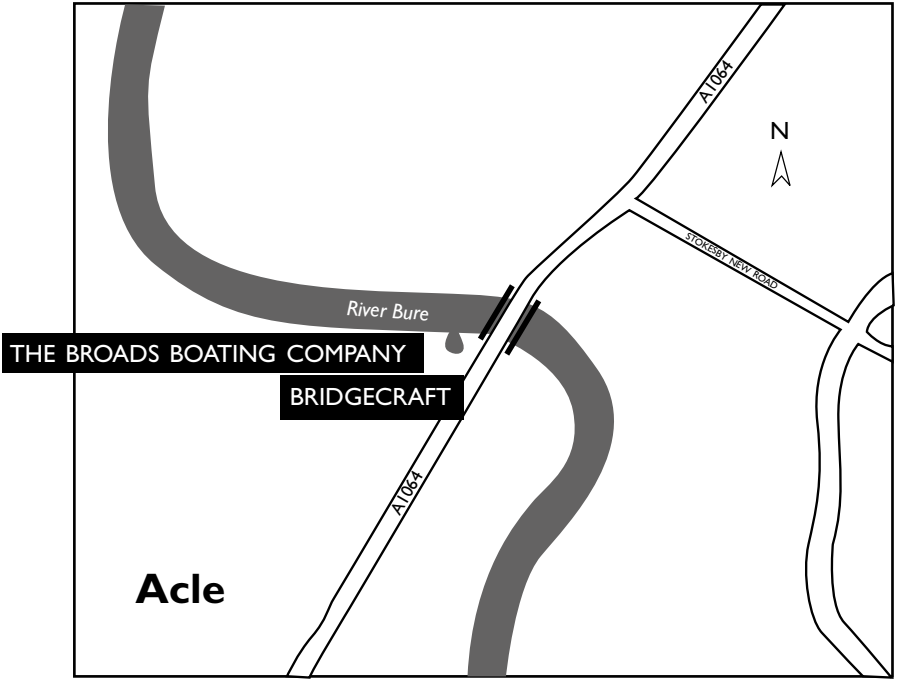 A1064
N
STOKESBY NEW ROAD
River Bure
THE BROADS BOATING COMPANY
BRIDGECRAFT
A1064
Acle